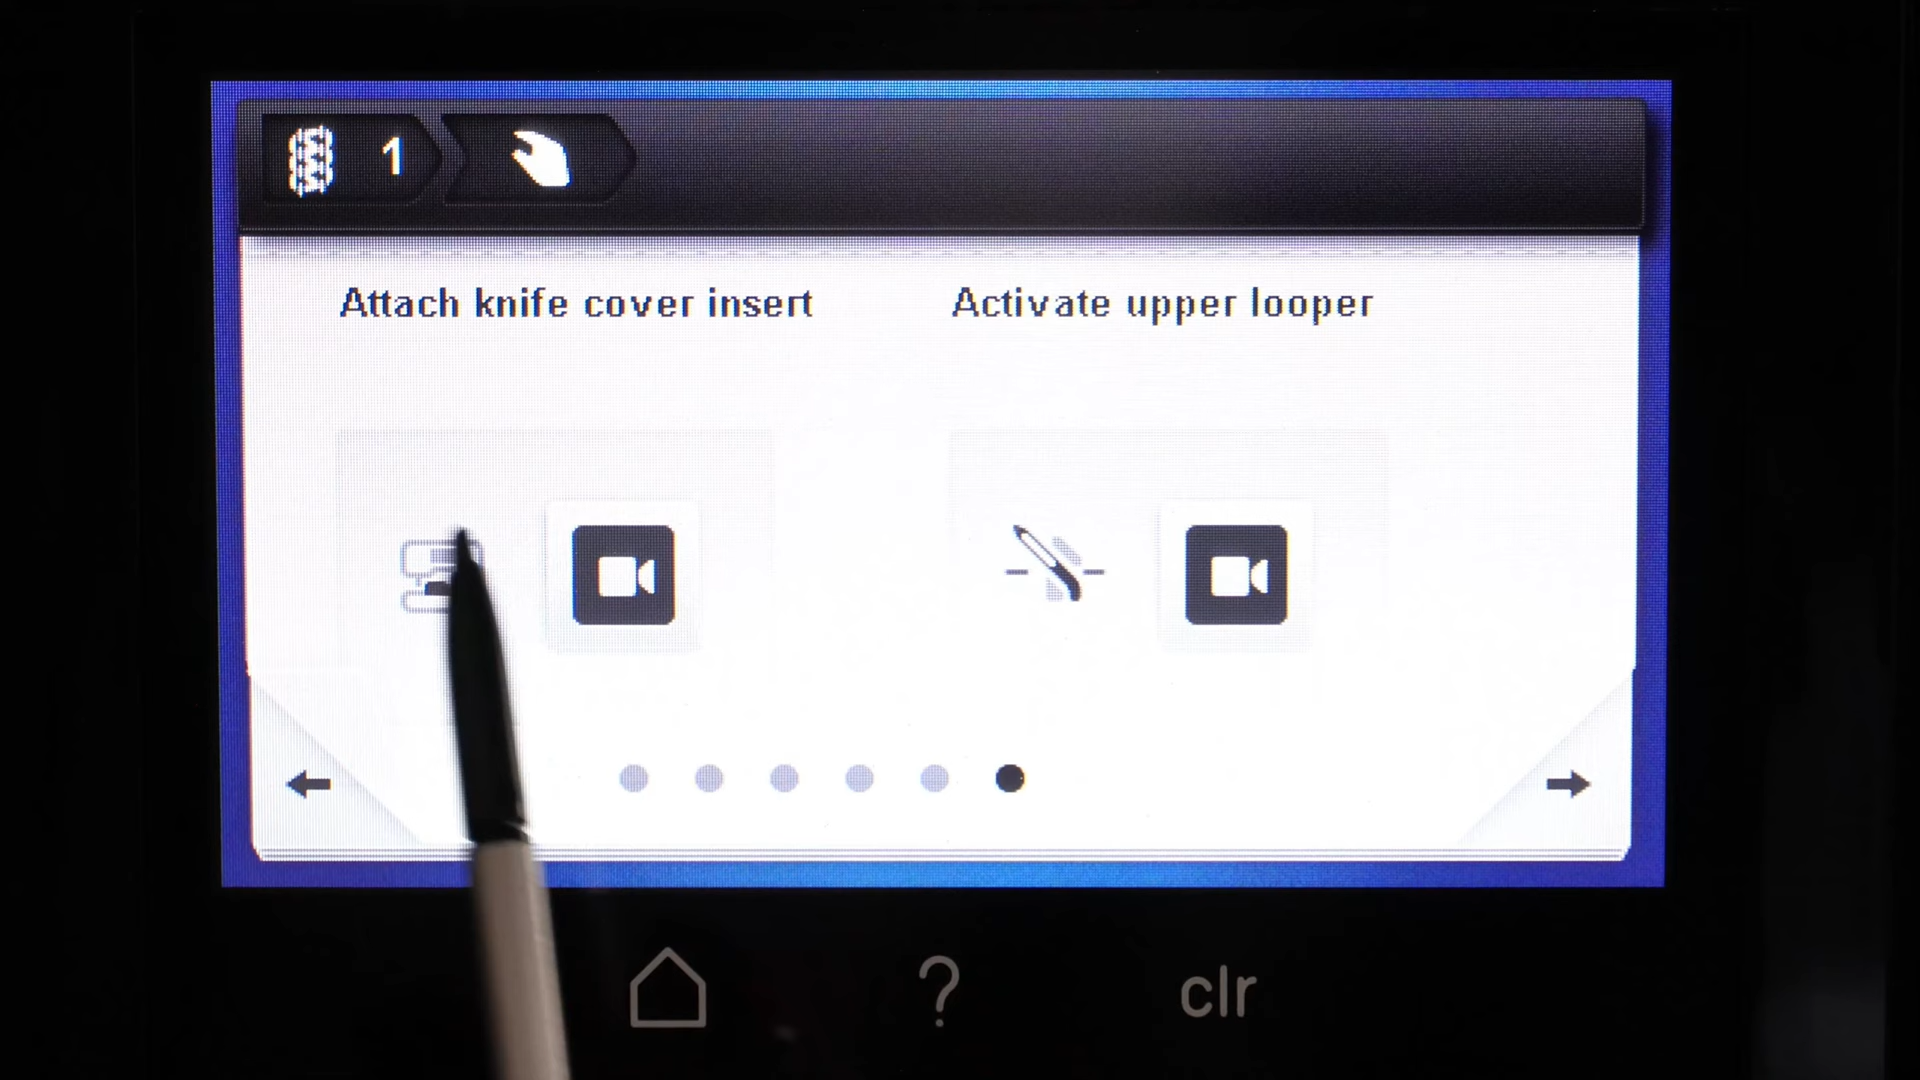 1
Attach knife cover insert
Activate upper looper
?
clr